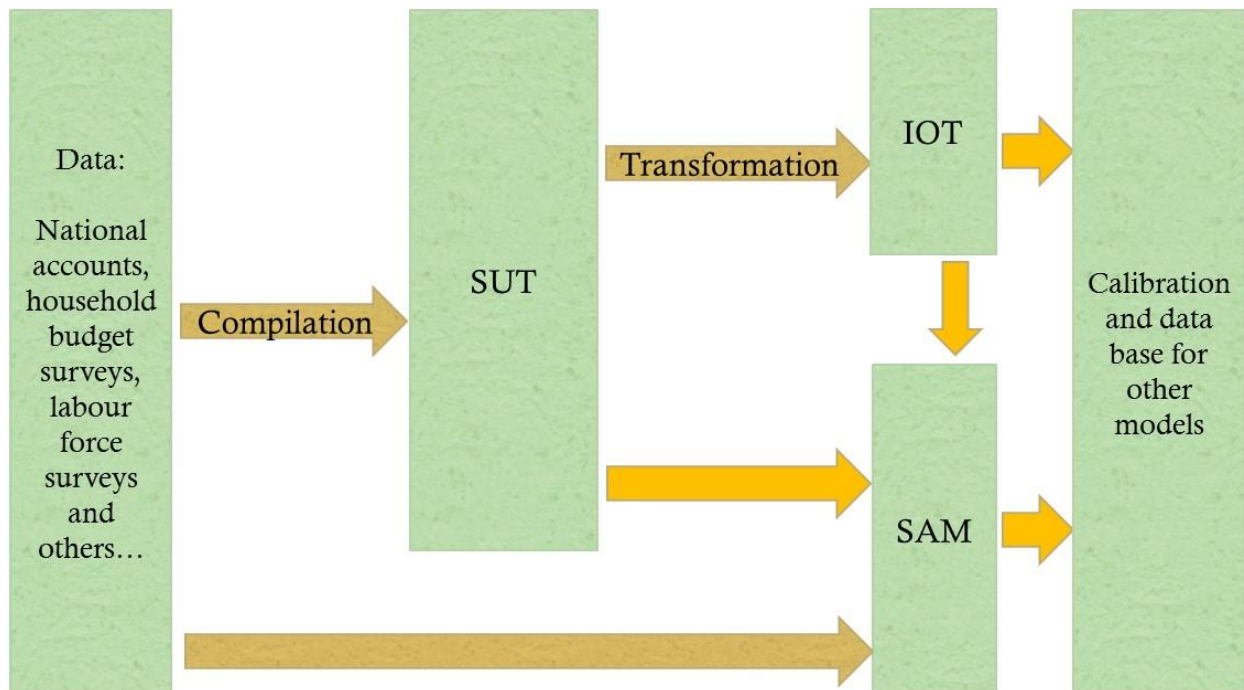 Data:
National
accounts,
household
budget
surveys,
labour
force
surveys
and
others…
Compilation
SUT
Transformation
IOT
SAM
Calibration
and data
base for
other
models